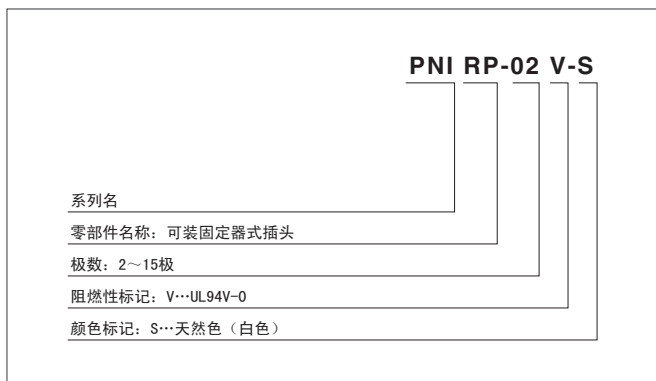 PNI RP-02 V-S
系列名
零部件名称：可装固定器式插头
极数：2～15极
阻燃性标记：V…UL94V-0
颜色标记：S…天然色（白色）